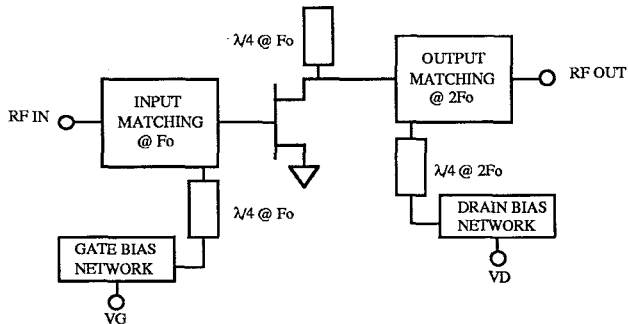 λ/4 @ Fo
RF IN
INPUT
MATCHING
@ Fo
OUTPUT
MATCHING
@ 2Fo
RF OUT
λ/4 @ Fo
λ/4 @ 2Fo
GATE BIAS
NETWORK
VG
DRAIN BIAS
NETWORK
VD